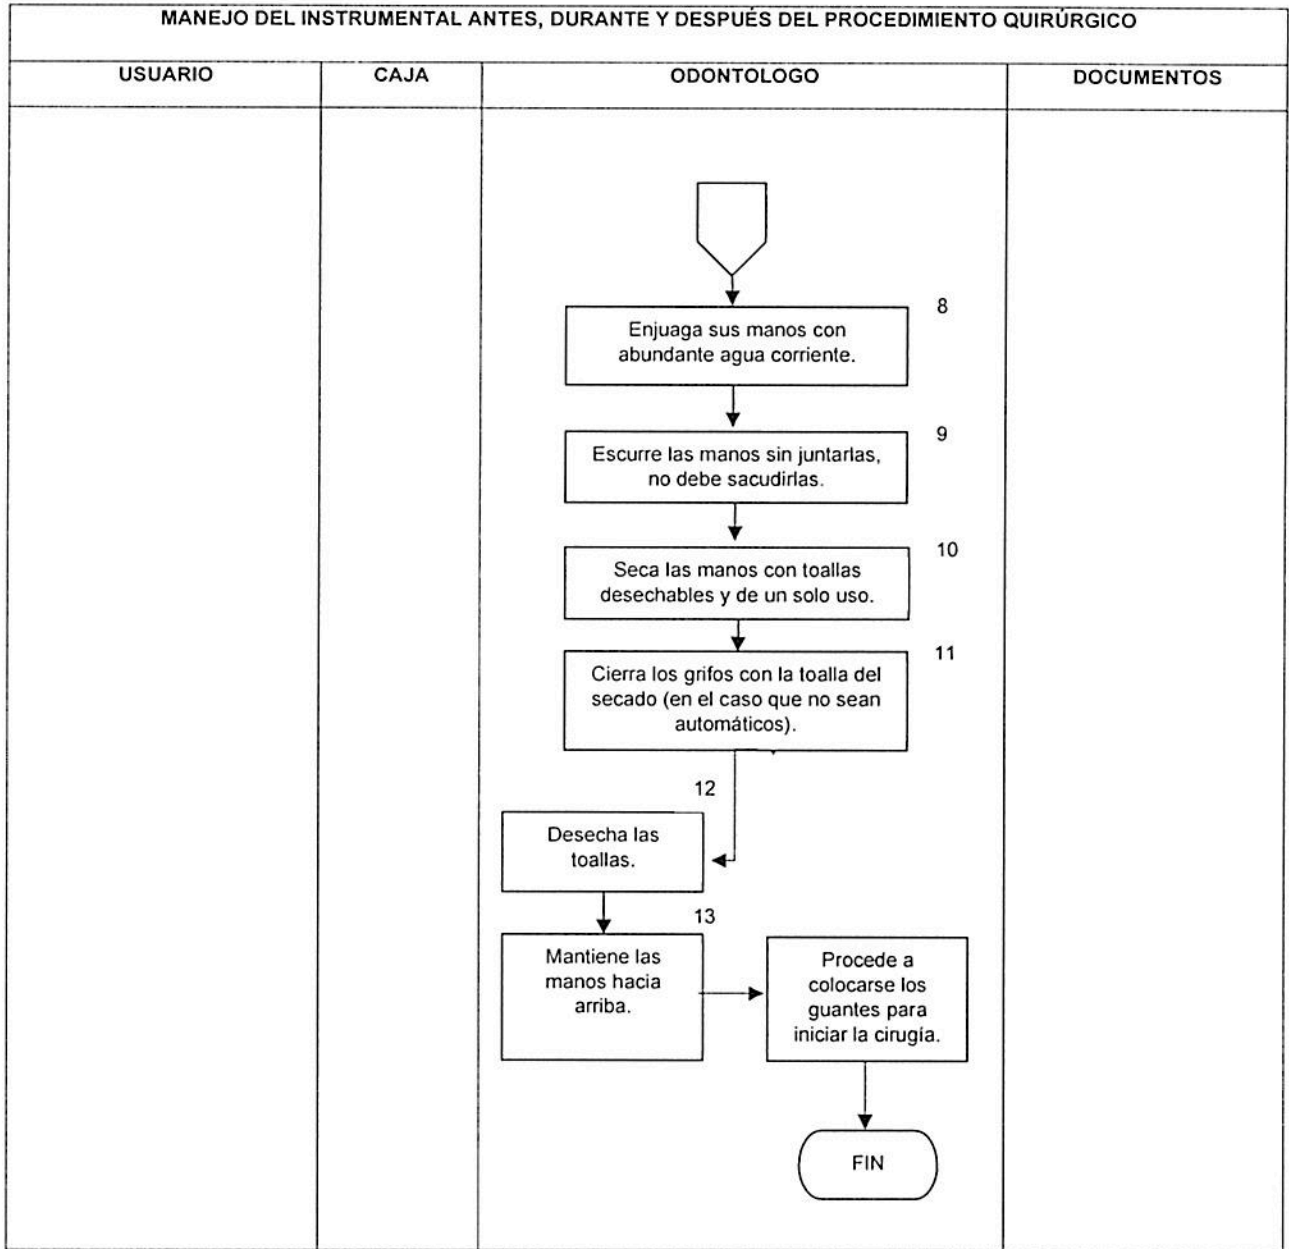 MANEJO DEL INSTRUMENTAL ANTES, DURANTE Y DESPUÉS DEL PROCEDIMIENTO QUIRÚRGICO
USUARIO
CAJA
ODONTOLOGO
DOCUMENTOS
8
Enjuaga sus manos con
abundante agua corriente.
9
Escurre las manos sin juntarlas,
no debe sacudirlas.
10
Seca las manos con toallas
desechables y de un solo uso.
11
Cierra los grifos con la toalla del
secado (en el caso que no sean
automáticos).
12
Desecha las
toallas.
13
Mantiene las
manos hacia
arriba.
Procede a
colocarse los
guantes para
iniciar la cirugía.
FIN